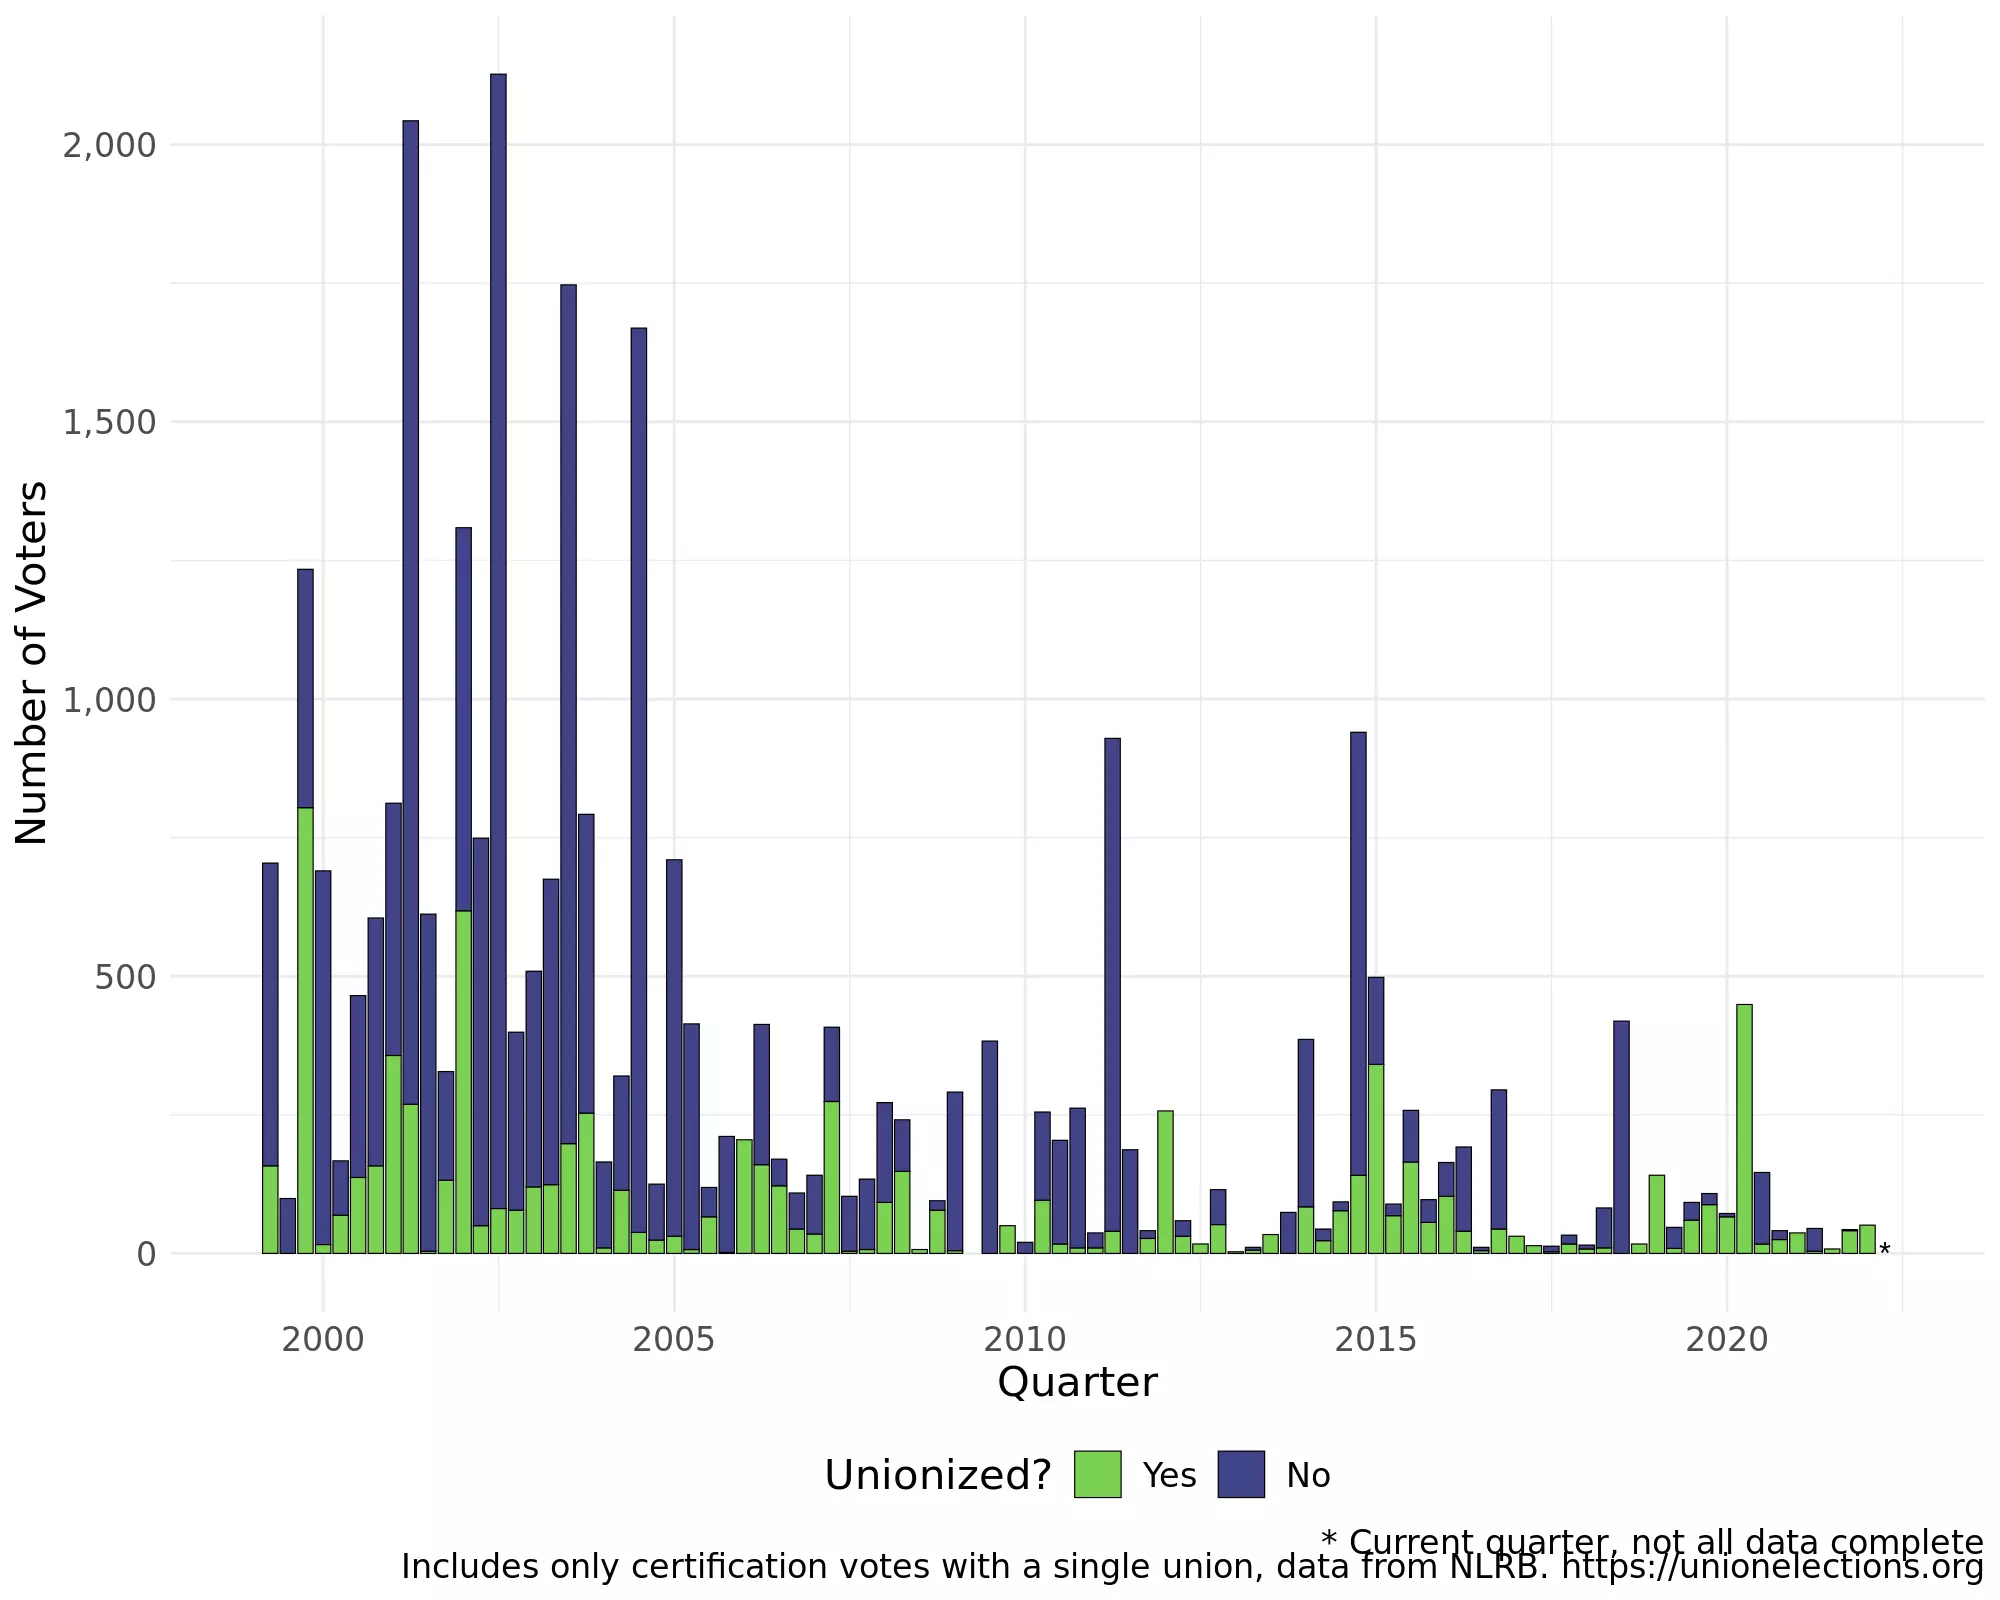 2,000
1,500
1,000
500
0
Number of Voters
*
2000 2005 2010 2015 2020
Quarter
Unionized? Yes No
* Current quarter, not all data complete
Includes only certification votes with a single union, data from NLRB. https://unionelections.org